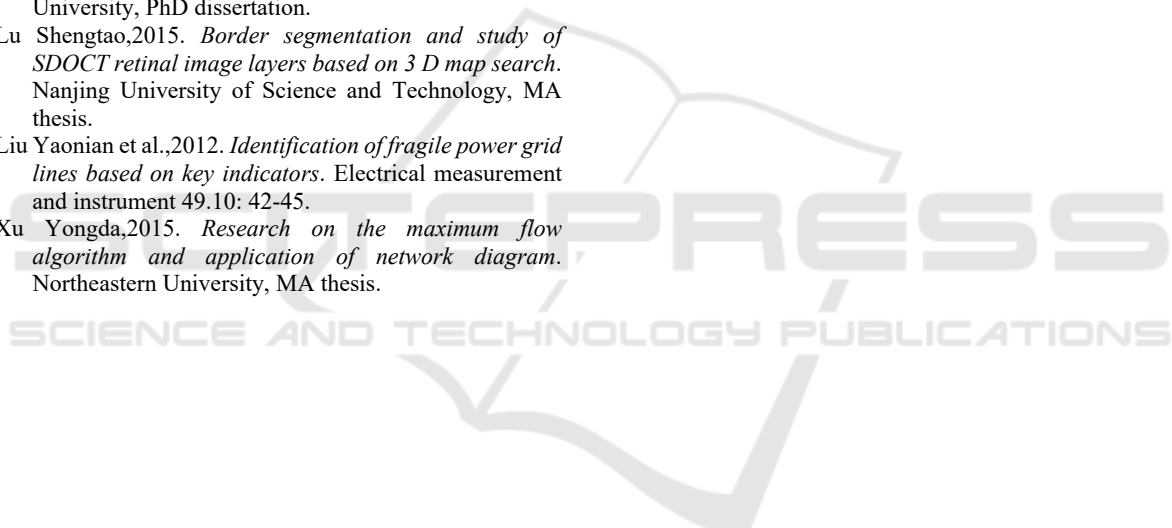 University, PhD dissertation.
Lu Shengtao,2015. Border segmentation and study of
SDOCT retinal image layers based on 3 D map search.
Nanjing University of Science and Technology, MA
thesis.
Liu Yaonian et al.,2012. Identification of fragile power grid
lines based on key indicators. Electrical measurement
and instrument 49.10: 42-45.
Xu Yongda,2015. Research on the maximum flow
algorithm and application of network diagram.
Northeastern University, MA thesis.
SCITEPRESS
SCIENCE AND TECHNOLOGY PUBLICATIONS